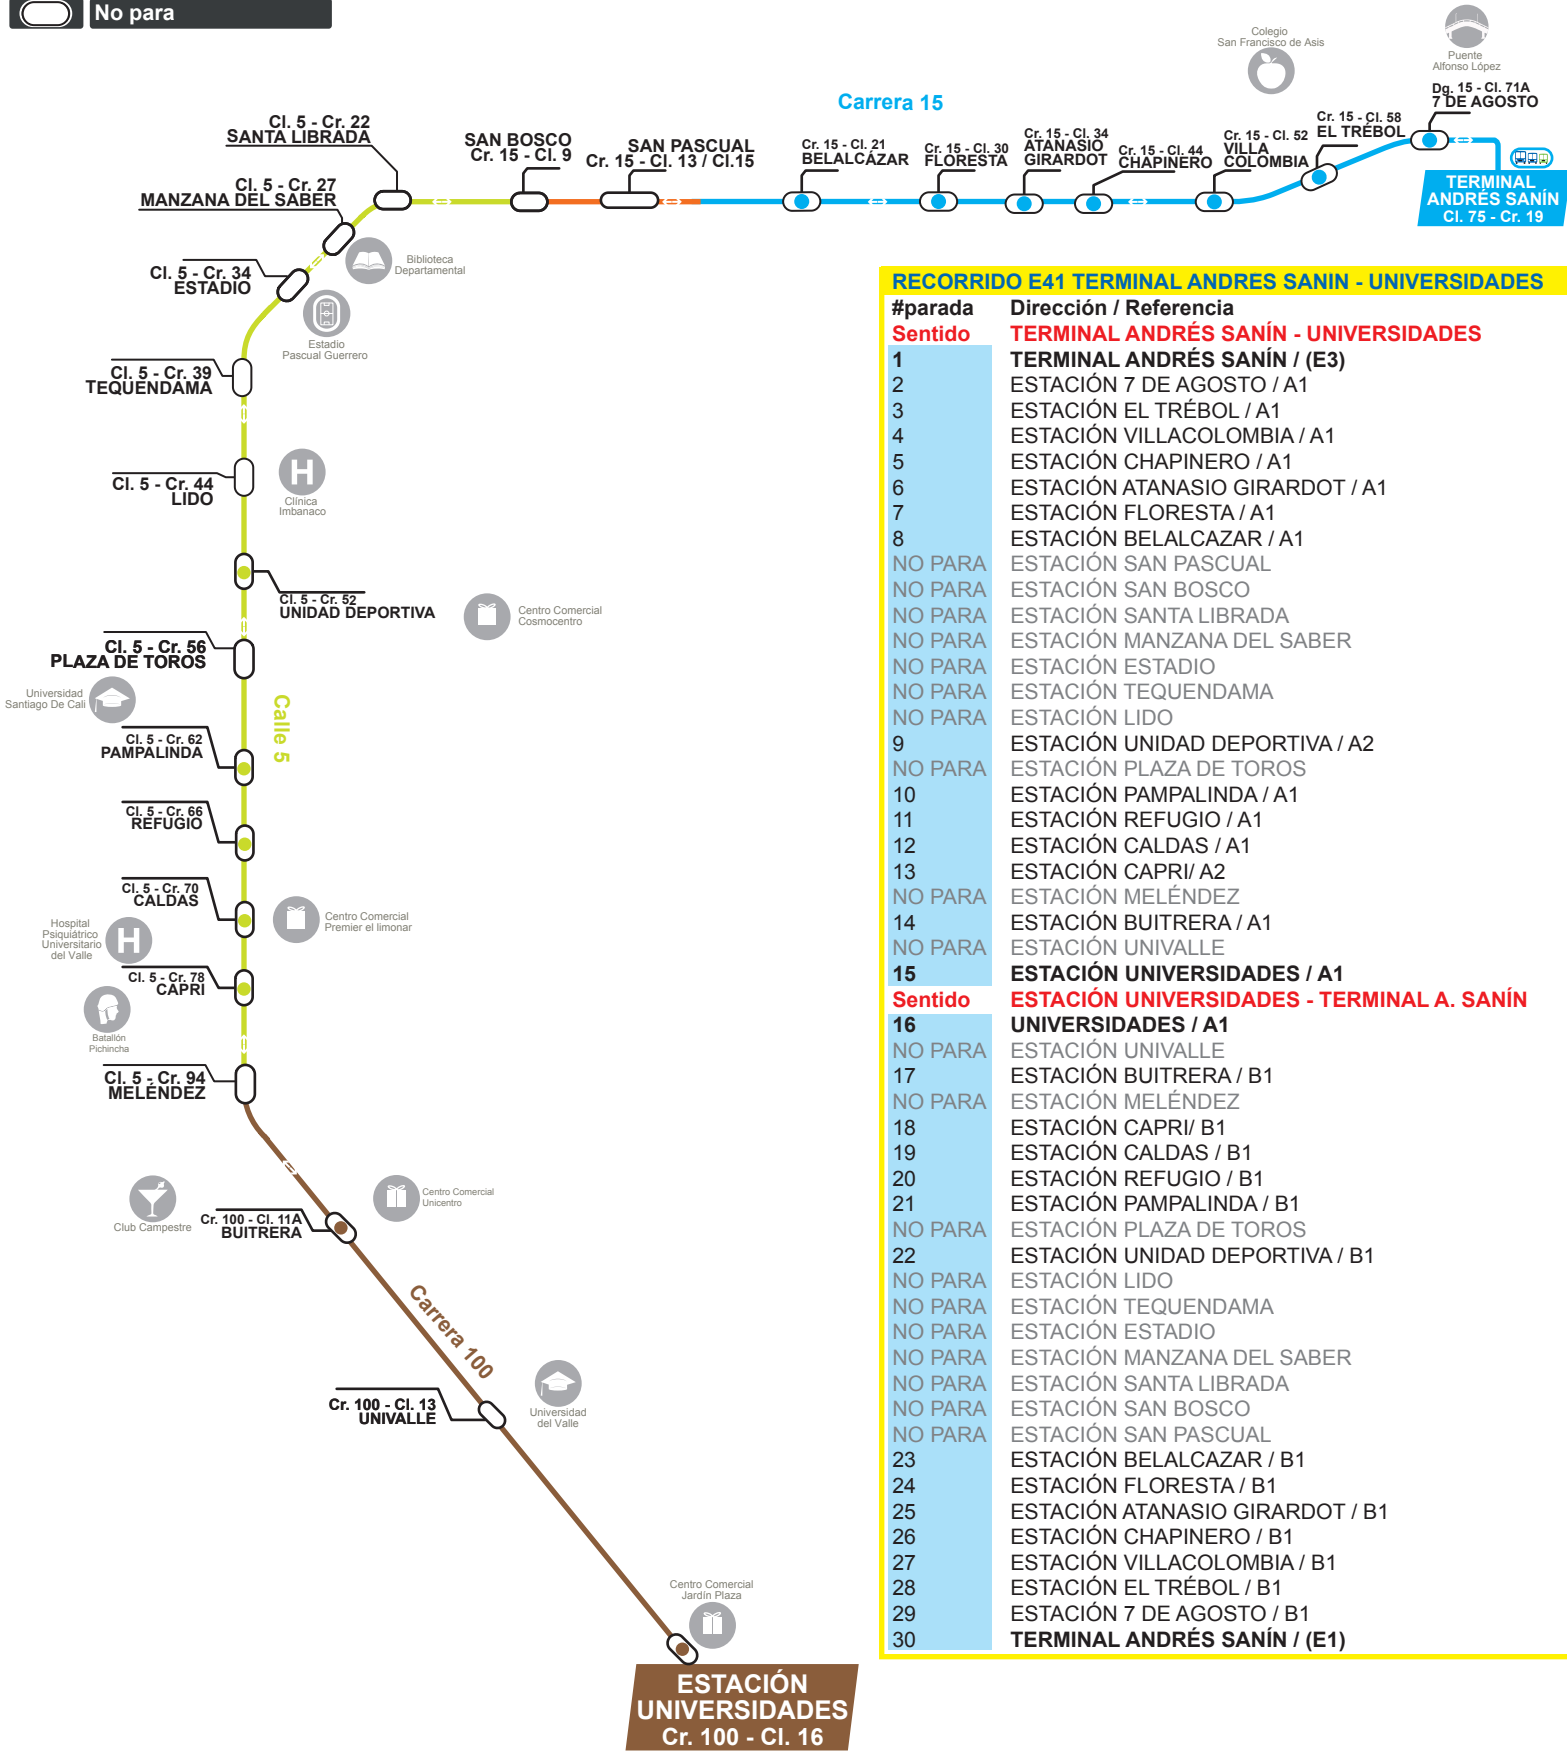 No para
Colegio
San Francisco de Asis
Puente
Alfonso López
Carrera 15
Dg. 15 - Cl. 71A
7 DE AGOSTO
Cr. 15 - Cl. 58
EL TRÉBOL
Cr. 15 - Cl. 52
VILLA
COLOMBIA
Cr. 15 - Cl. 44
CHAPINERO
Cr. 15 - Cl. 34
ATANASIO
GIRARDOT
Cr. 15 - Cl. 30
FLORESTA
Cr. 15 - Cl. 21
BELALCÁZAR
SAN PASCUAL
Cr. 15 - Cl. 13 / Cl.15
SAN BOSCO
Cr. 15 - Cl. 9
Cl. 5 - Cr. 22
SANTA LIBRADA
Cl. 5 - Cr. 27
MANZANA DEL SABER
TERMINAL
ANDRÉS SANÍN
Cl. 75 - Cr. 19
Biblioteca
Departamental
Cl. 5 - Cr. 34
ESTADIO
Estadio
Pascual Guerrero
Cl. 5 - Cr. 39
TEQUENDAMA
Cl. 5 - Cr. 44
LIDO
H
Clínica
Imbanaco
Cl. 5 - Cr. 52
UNIDAD DEPORTIVA
Centro Comercial
Cosmocentro
Cl. 5 - Cr. 56
PLAZA DE TOROS
Universidad
Santiago De Cali
Calle 5
Cl. 5 - Cr. 62
PAMPALINDA
Cl. 5 - Cr. 66
REFUGIO
Cl. 5 - Cr. 70
CALDAS
Centro Comercial
Premier el limonar
Hospital
Psiquiátrico
Universitario
del Valle
H
Cl. 5 - Cr. 78
CAPRI
Batallón
Pichincha
Cl. 5 - Cr. 94
MELÉNDEZ
Club Campestre
Centro Comercial
Unicentro
Cr. 100 - Cl. 11A
BUITRERA
Carrera 100
Cr. 100 - Cl. 13
UNIVALLE
Universidad
del Valle
Centro Comercial
Jardín Plaza
ESTACIÓN
UNIVERSIDADES
Cr. 100 - Cl. 16
RECORRIDO E41 TERMINAL ANDRES SANIN - UNIVERSIDADES
#parada Dirección / Referencia
Sentido TERMINAL ANDRÉS SANÍN - UNIVERSIDADES
1 TERMINAL ANDRÉS SANÍN / (E3)
2 ESTACIÓN 7 DE AGOSTO / A1
3 ESTACIÓN EL TRÉBOL / A1
4 ESTACIÓN VILLACOLOMBIA / A1
5 ESTACIÓN CHAPINERO / A1
6 ESTACIÓN ATANASIO GIRARDOT / A1
7 ESTACIÓN FLORESTA / A1
8 ESTACIÓN BELALCAZAR / A1
NO PARA ESTACIÓN SAN PASCUAL
NO PARA ESTACIÓN SAN BOSCO
NO PARA ESTACIÓN SANTA LIBRADA
NO PARA ESTACIÓN MANZANA DEL SABER
NO PARA ESTACIÓN ESTADIO
NO PARA ESTACIÓN TEQUENDAMA
NO PARA ESTACIÓN LIDO
9 ESTACIÓN UNIDAD DEPORTIVA / A2
NO PARA ESTACIÓN PLAZA DE TOROS
10 ESTACIÓN PAMPALINDA / A1
11 ESTACIÓN REFUGIO / A1
12 ESTACIÓN CALDAS / A1
13 ESTACIÓN CAPRI/ A2
NO PARA ESTACIÓN MELÉNDEZ
14 ESTACIÓN BUITRERA / A1
NO PARA ESTACIÓN UNIVALLE
15 ESTACIÓN UNIVERSIDADES / A1
Sentido ESTACIÓN UNIVERSIDADES - TERMINAL A. SANÍN
16 UNIVERSIDADES / A1
NO PARA ESTACIÓN UNIVALLE
17 ESTACIÓN BUITRERA / B1
NO PARA ESTACIÓN MELÉNDEZ
18 ESTACIÓN CAPRI/ B1
19 ESTACIÓN CALDAS / B1
20 ESTACIÓN REFUGIO / B1
21 ESTACIÓN PAMPALINDA / B1
NO PARA ESTACIÓN PLAZA DE TOROS
22 ESTACIÓN UNIDAD DEPORTIVA / B1
NO PARA ESTACIÓN LIDO
NO PARA ESTACIÓN TEQUENDAMA
NO PARA ESTACIÓN ESTADIO
NO PARA ESTACIÓN MANZANA DEL SABER
NO PARA ESTACIÓN SANTA LIBRADA
NO PARA ESTACIÓN SAN BOSCO
NO PARA ESTACIÓN SAN PASCUAL
23 ESTACIÓN BELALCAZAR / B1
24 ESTACIÓN FLORESTA / B1
25 ESTACIÓN ATANASIO GIRARDOT / B1
26 ESTACIÓN CHAPINERO / B1
27 ESTACIÓN VILLACOLOMBIA / B1
28 ESTACIÓN EL TRÉBOL / B1
29 ESTACIÓN 7 DE AGOSTO / B1
30 TERMINAL ANDRÉS SANÍN / (E1)